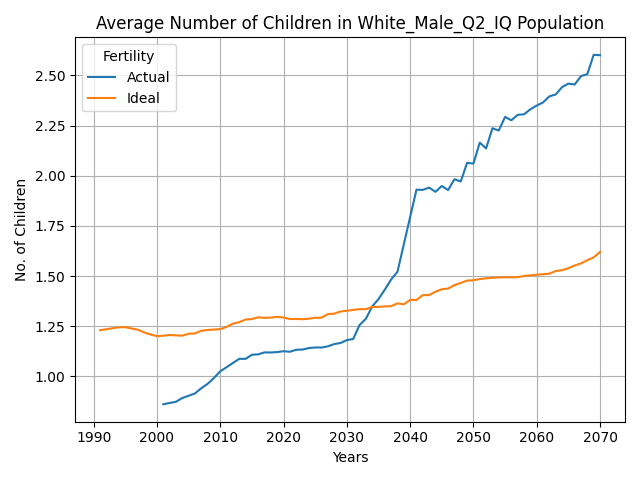 Average Number of Children in White_Male_Q2_IQ Population
Fertility
Actual
Ideal
No. of Children
2.50
2.25
2.00
1.75
1.50
1.25
1.00
1990 2000 2010 2020 2030 2040 2050 2060 2070
Years